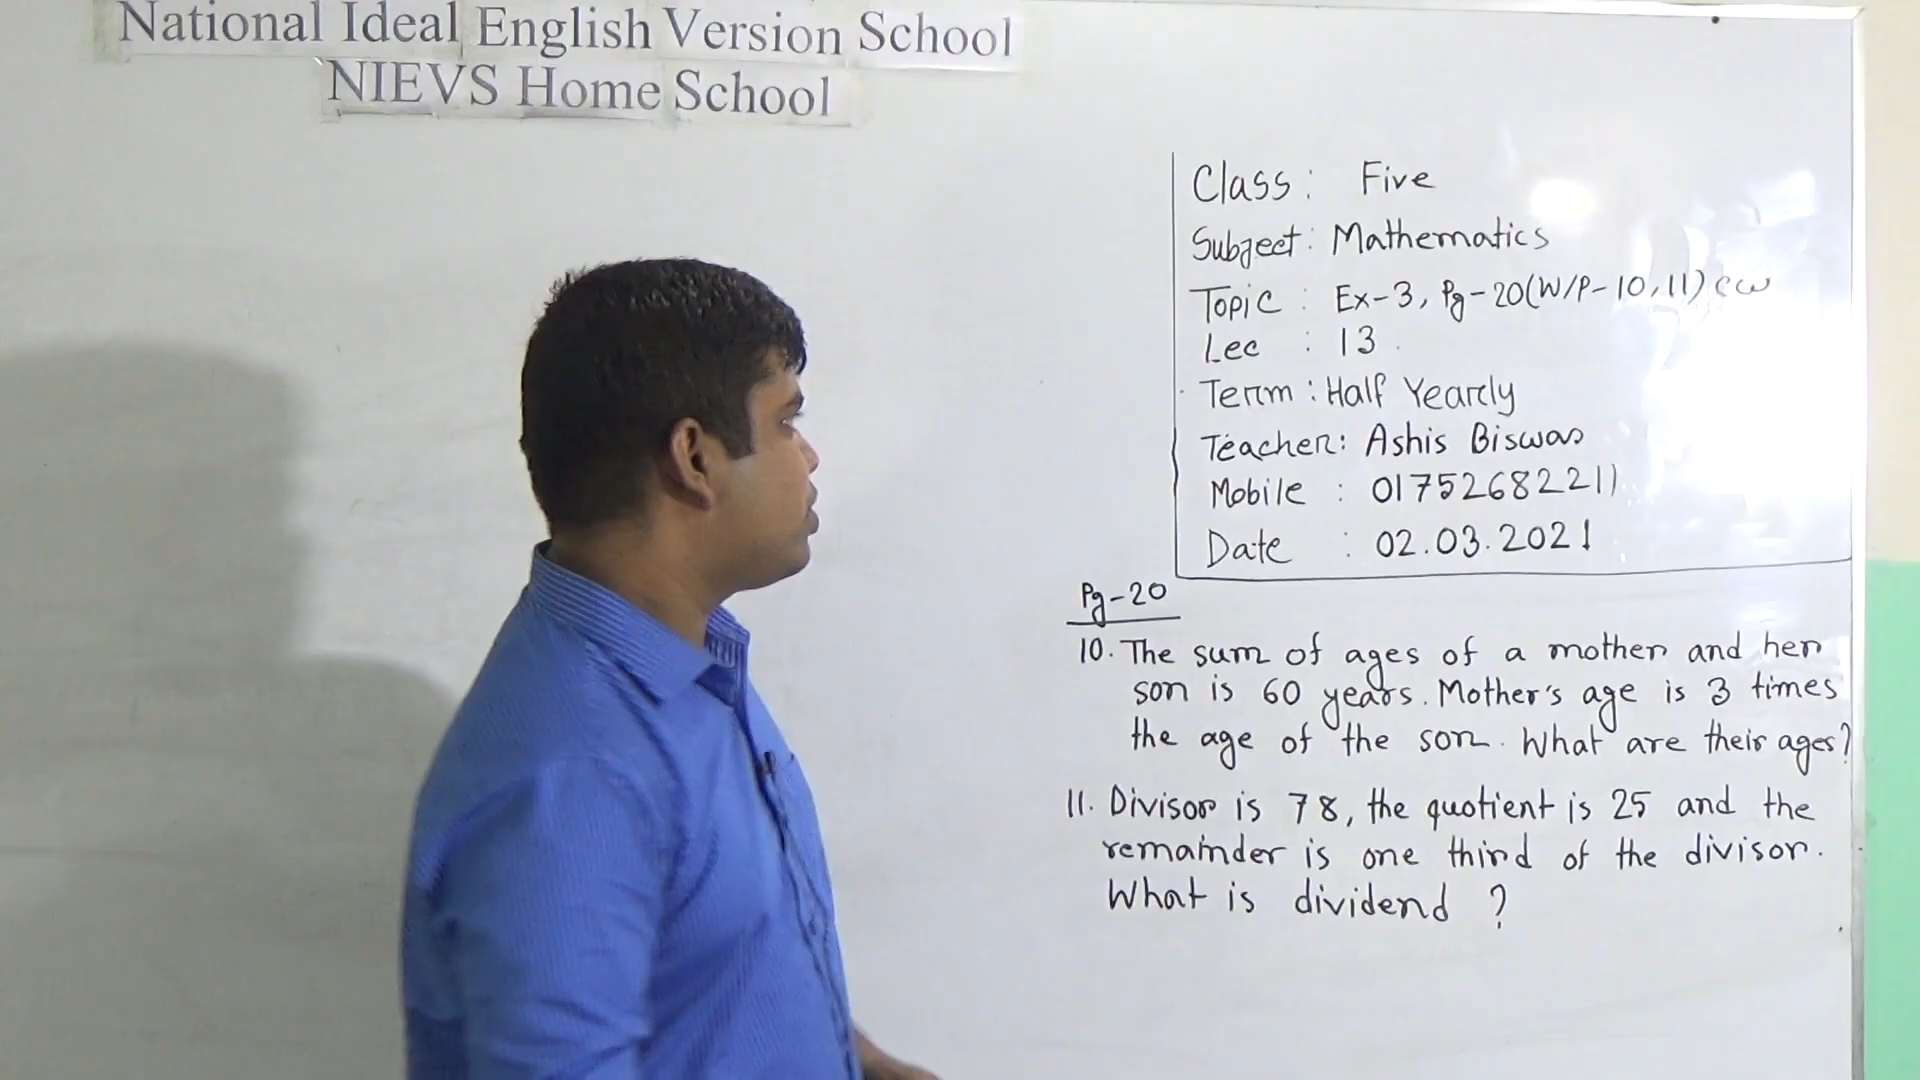 National Ideal English Version School
NIEVS Home School
Class : Five
Subject : Mathematics
Topic : Ex-3, Pg-20(W/P-10,11) cw
Lec : 13
Term : Half Yearly
Teacher: Ashis Biswas
Mobile : 01752682211
Date : 02.03.2021
Pg-20
10. The sum of ages of a mother and her
son is 60 years. Mother's age is 3 times
the age of the son. What are their ages?
11. Divisor is 78, the quotient is 25 and the
remainder is one third of the divisor.
What is dividend ?